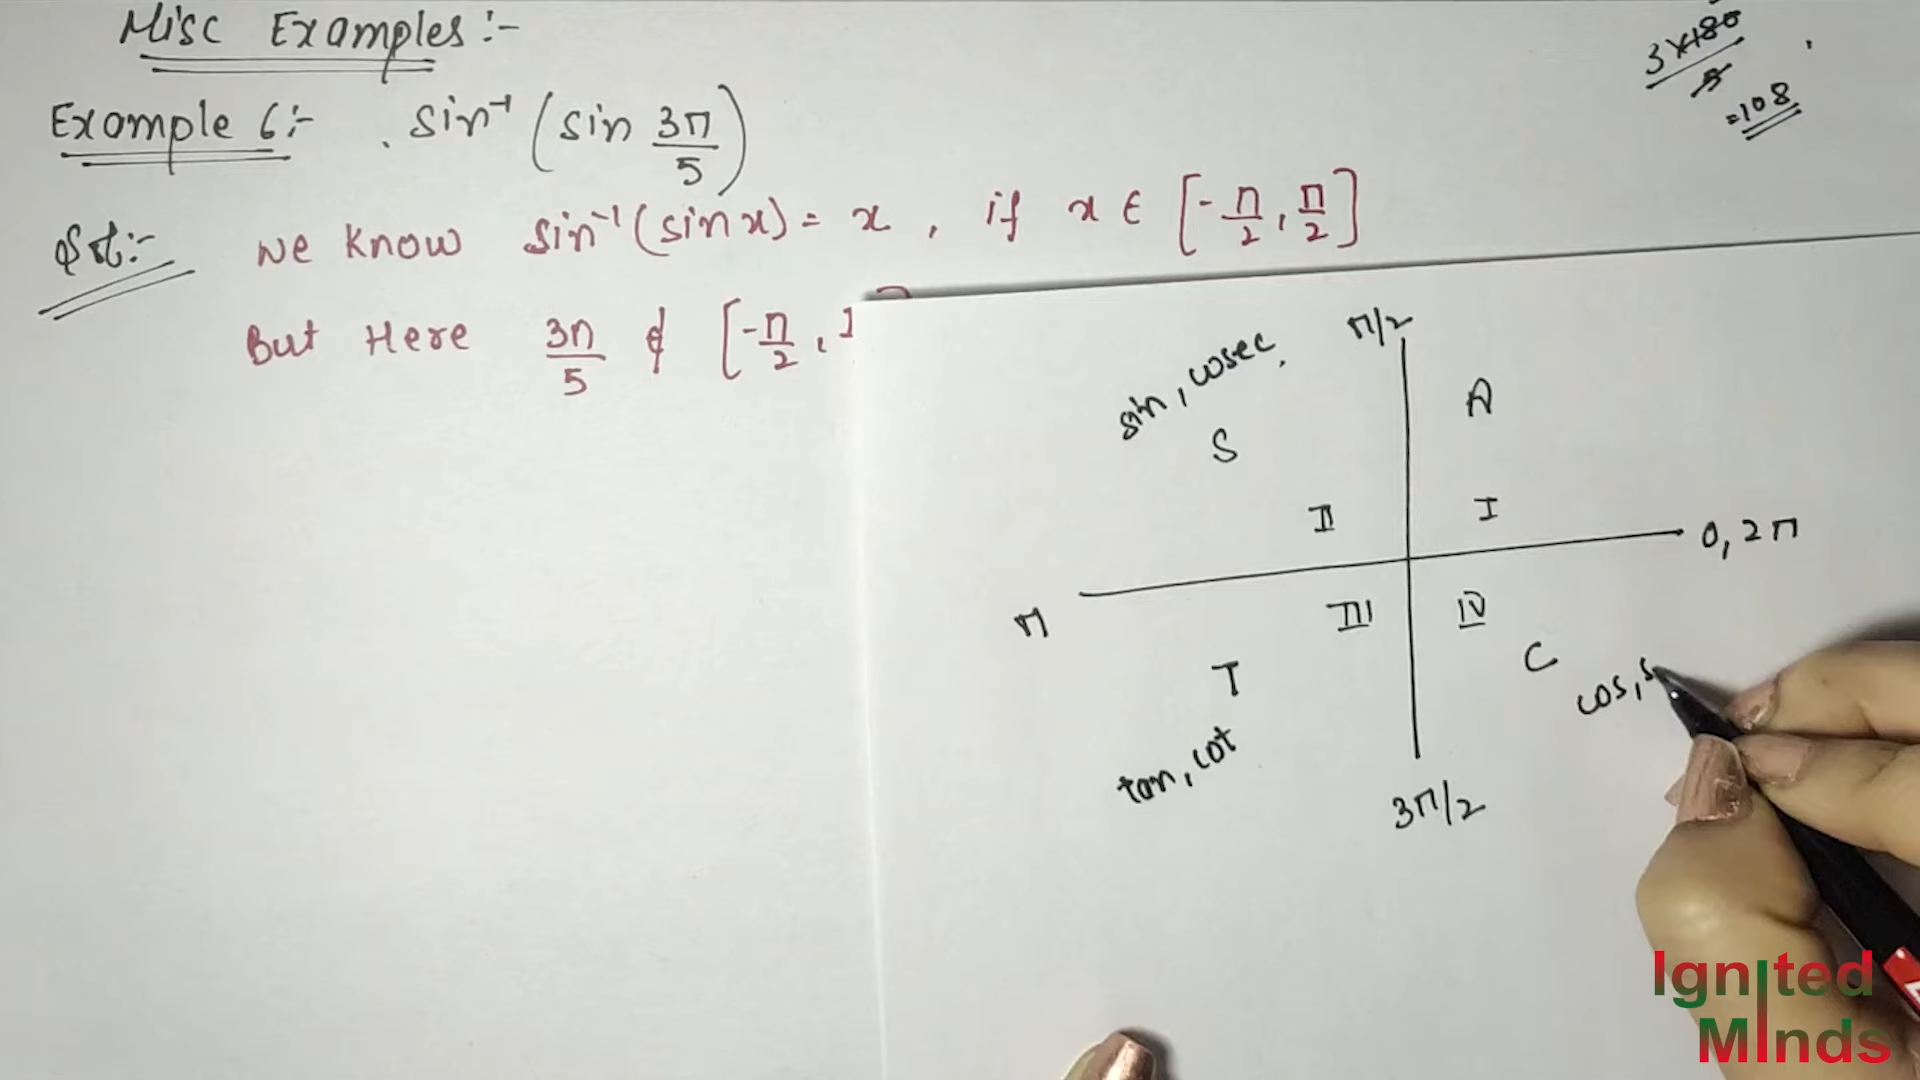 Misc Examples:-
3×180
5
=108
Example 6:- . sin⁻¹ (sin 3π/5)
Sol:- We know sin⁻¹(sin x) = x , if x ∈ [-π/2, π/2]
But Here 3π/5 ∉ [-π/2,
π/2
sin, cosec
A
S
II
I
0, 2π
π
III
IV
T
C
cos, s
tan, cot
3π/2
Ignited
Minds